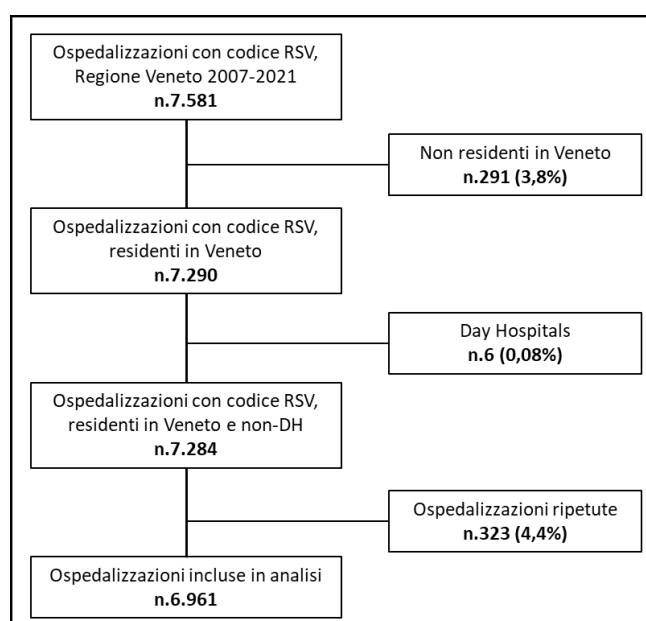 Ospedalizzazioni con codice RSV,
Regione Veneto 2007-2021
n.7.581
Non residenti in Veneto
n.291 (3,8%)
Ospedalizzazioni con codice RSV,
residenti in Veneto
n.7.290
Day Hospitals
n.6 (0,08%)
Ospedalizzazioni con codice RSV,
residenti in Veneto e non-DH
n.7.284
Ospedalizzazioni ripetute
n.323 (4,4%)
Ospedalizzazioni incluse in analisi
n.6.961